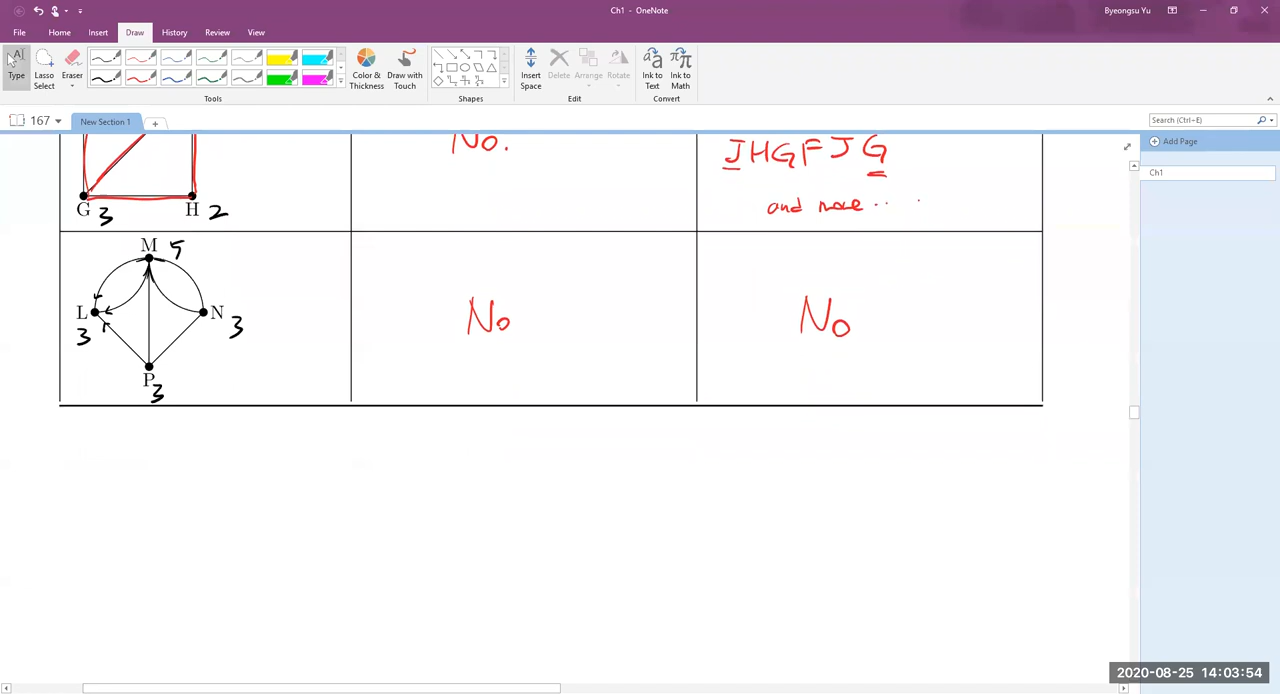 Ch1 - OneNote
Byeongsu Yu
File Home Insert Draw History Review View
Type
Lasso Select
Eraser
Color & Thickness
Draw with Touch
Insert Space
Delete
Arrange
Rotate
Ink to Text
Ink to Math
Tools
Shapes
Edit
Convert
167
New Section 1
Search (Ctrl+E)
Add Page
Ch1
No.
JHGFJG
G 3
H 2
and more ..
M 5
L
3
N 3
P
3
No
No
2020-08-25 14:03:54